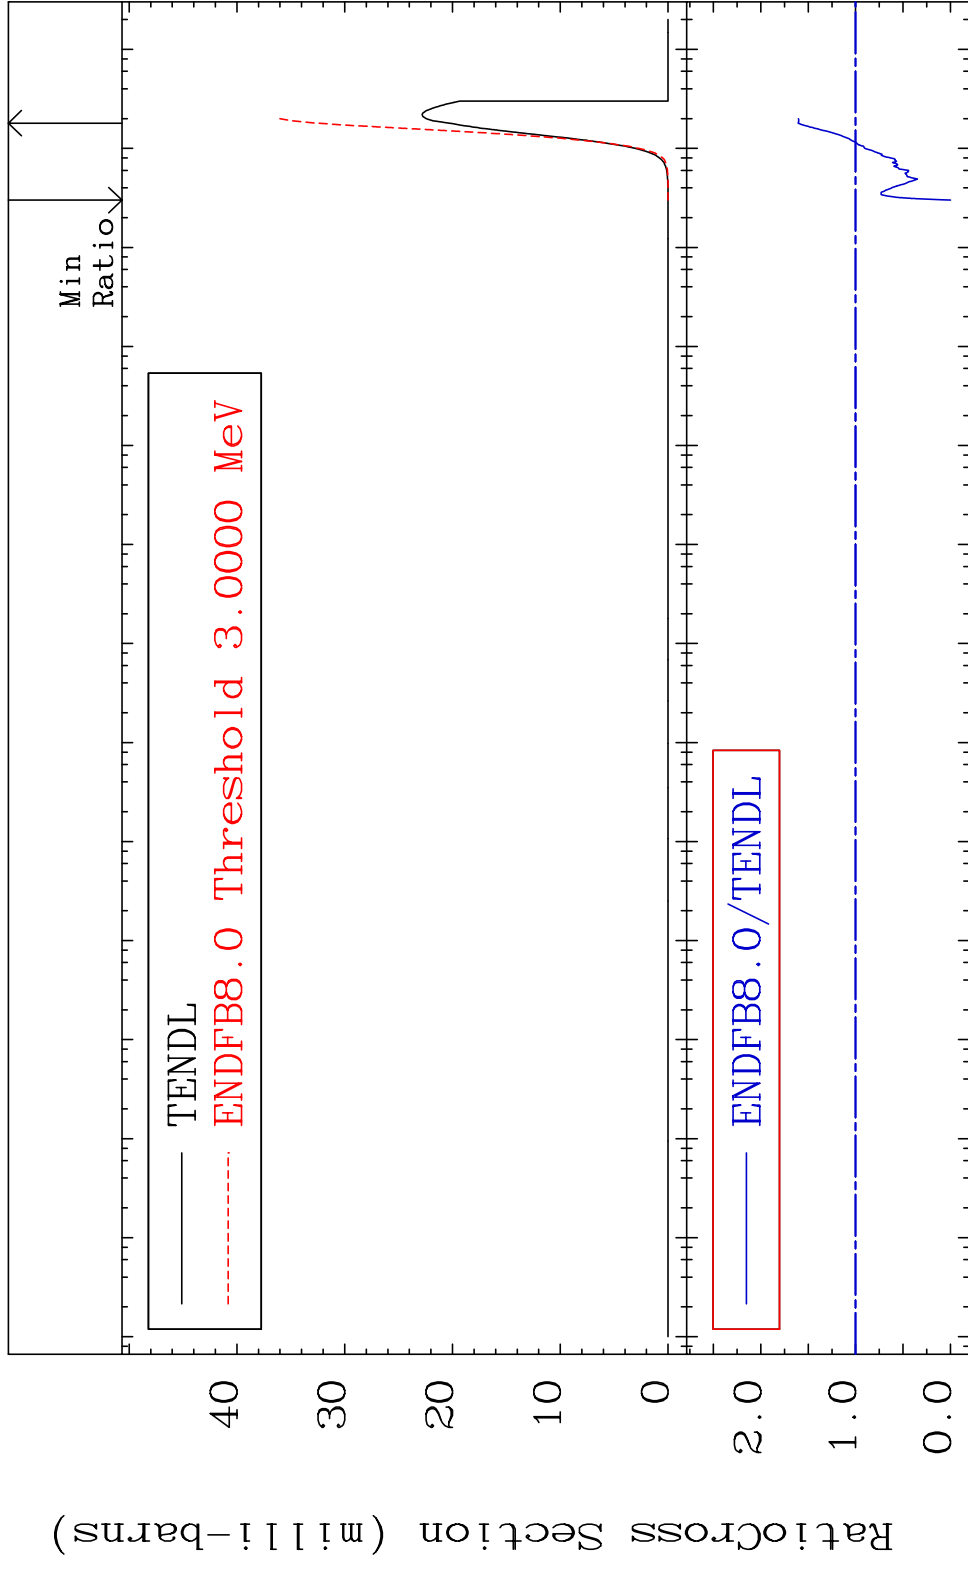 Min
Ratio
TENDL
ENDFB8.0 Threshold 3.0000 MeV
40
30
20
10
0
ENDFB8.0/TENDL
2.0
1.0
0.0
RatioCross Section (milli-barns)